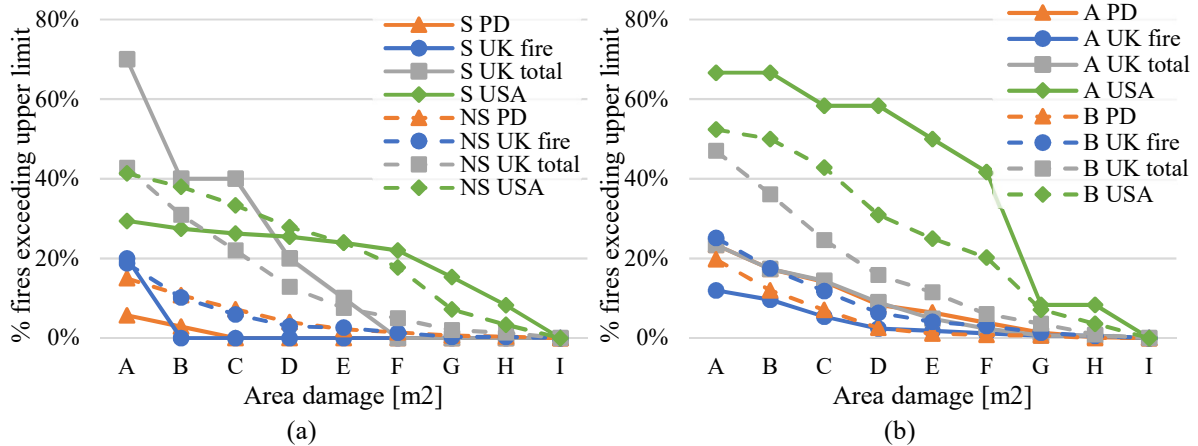 % fires exceeding upper limit
80%
60%
40%
20%
0%
S PD
S UK fire
S UK total
S USA
NS PD
NS UK fire
NS UK total
NS USA
A B C D E F G H I
Area damage [m2]
(a)
% fires exceeding upper limit
80%
60%
40%
20%
0%
A PD
A UK fire
A UK total
A USA
B PD
B UK fire
B UK total
B USA
A B C D E F G H I
Area damage [m2]
(b)